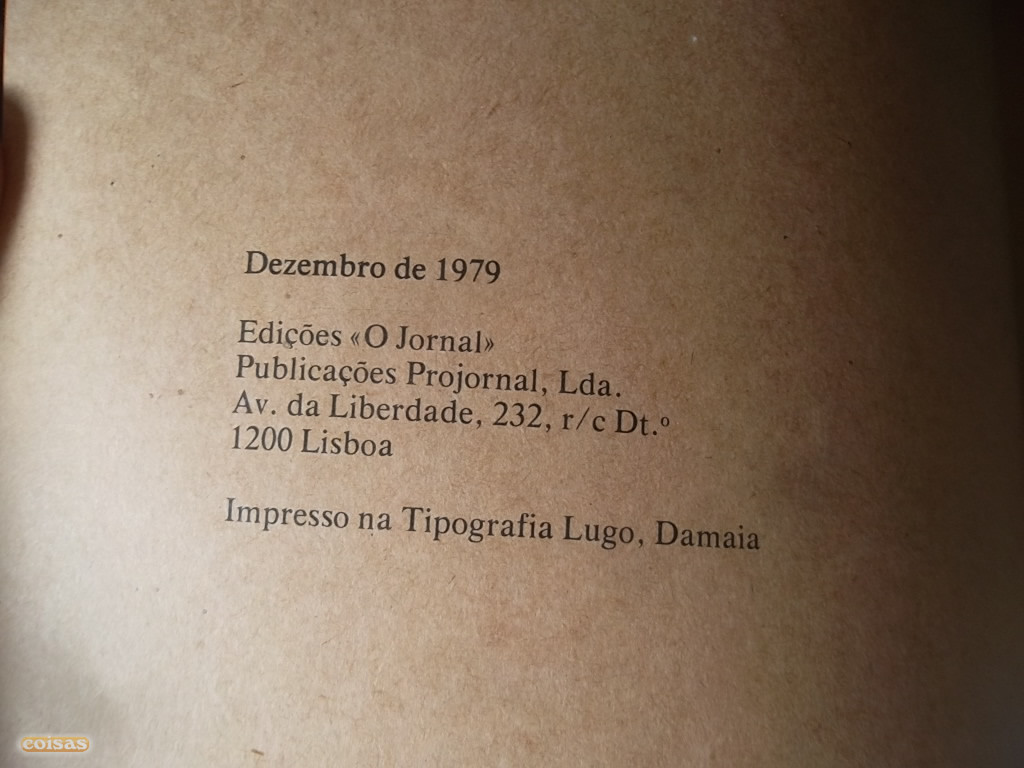 Dezembro de 1979
Edições «O Jornal»
Publicações Projornal, Lda.
Av. da Liberdade, 232, r/c Dt.º
1200 Lisboa
Impresso na Tipografia Lugo, Damaia
coisas